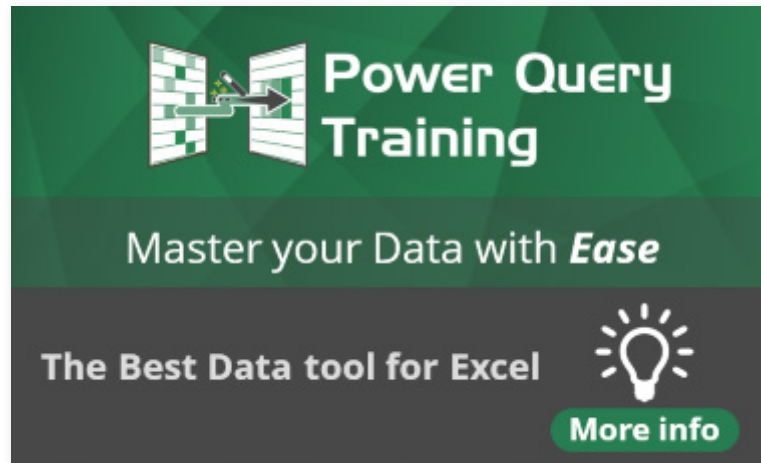 Power Query
Training
Master your Data with Ease
The Best Data tool for Excel
More info